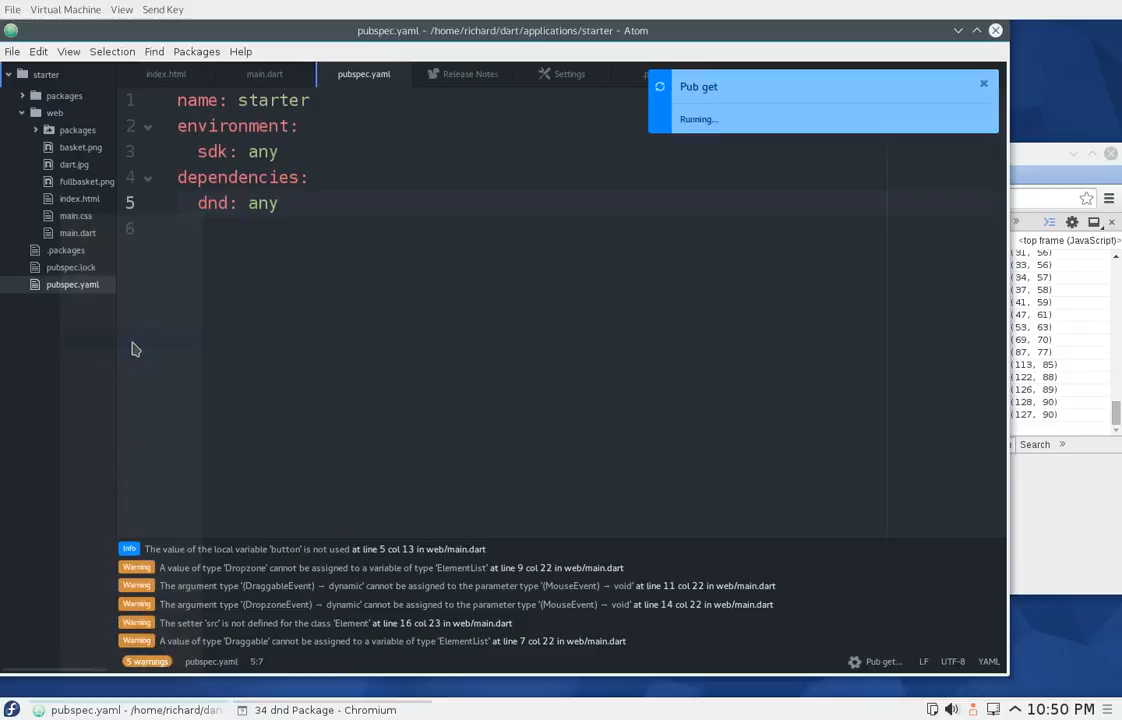 File Virtual Machine View Send Key
pubspec.yaml - /home/richard/dart/applications/starter - Atom
File Edit View Selection Find Packages Help
starter
index.html main.dart pubspec.yaml Release Notes Settings
Pub get
Running...
packages
web
packages
basket.png
dart.jpg
fullbasket.png
index.html
main.css
main.dart
.packages
pubspec.lock
pubspec.yaml
1 name: starter
2 environment:
3 sdk: any
4 dependencies:
5 dnd: any
6
<top frame (JavaScript)
(31, 56)
(33, 56)
(34, 57)
(37, 58)
(41, 59)
(47, 61)
(53, 63)
(69, 70)
(87, 77)
(113, 85)
(122, 88)
(126, 89)
(128, 90)
(127, 90)
Search
Info The value of the local variable 'button' is not used at line 5 col 13 in web/main.dart
Warning A value of type 'Dropzone' cannot be assigned to a variable of type 'ElementList' at line 9 col 22 in web/main.dart
Warning The argument type '(DraggableEvent) → dynamic' cannot be assigned to the parameter type '(MouseEvent) → void' at line 11 col 22 in web/main.dart
Warning The argument type '(DropzoneEvent) → dynamic' cannot be assigned to the parameter type '(MouseEvent) → void' at line 14 col 22 in web/main.dart
Warning The setter 'src' is not defined for the class 'Element' at line 16 col 23 in web/main.dart
Warning A value of type 'Draggable' cannot be assigned to a variable of type 'ElementList' at line 7 col 22 in web/main.dart
5 warnings pubspec.yaml 5:7 Pub get... LF UTF-8 YAML
pubspec.yaml - /home/richard/dar 34 dnd Package - Chromium 10:50 PM